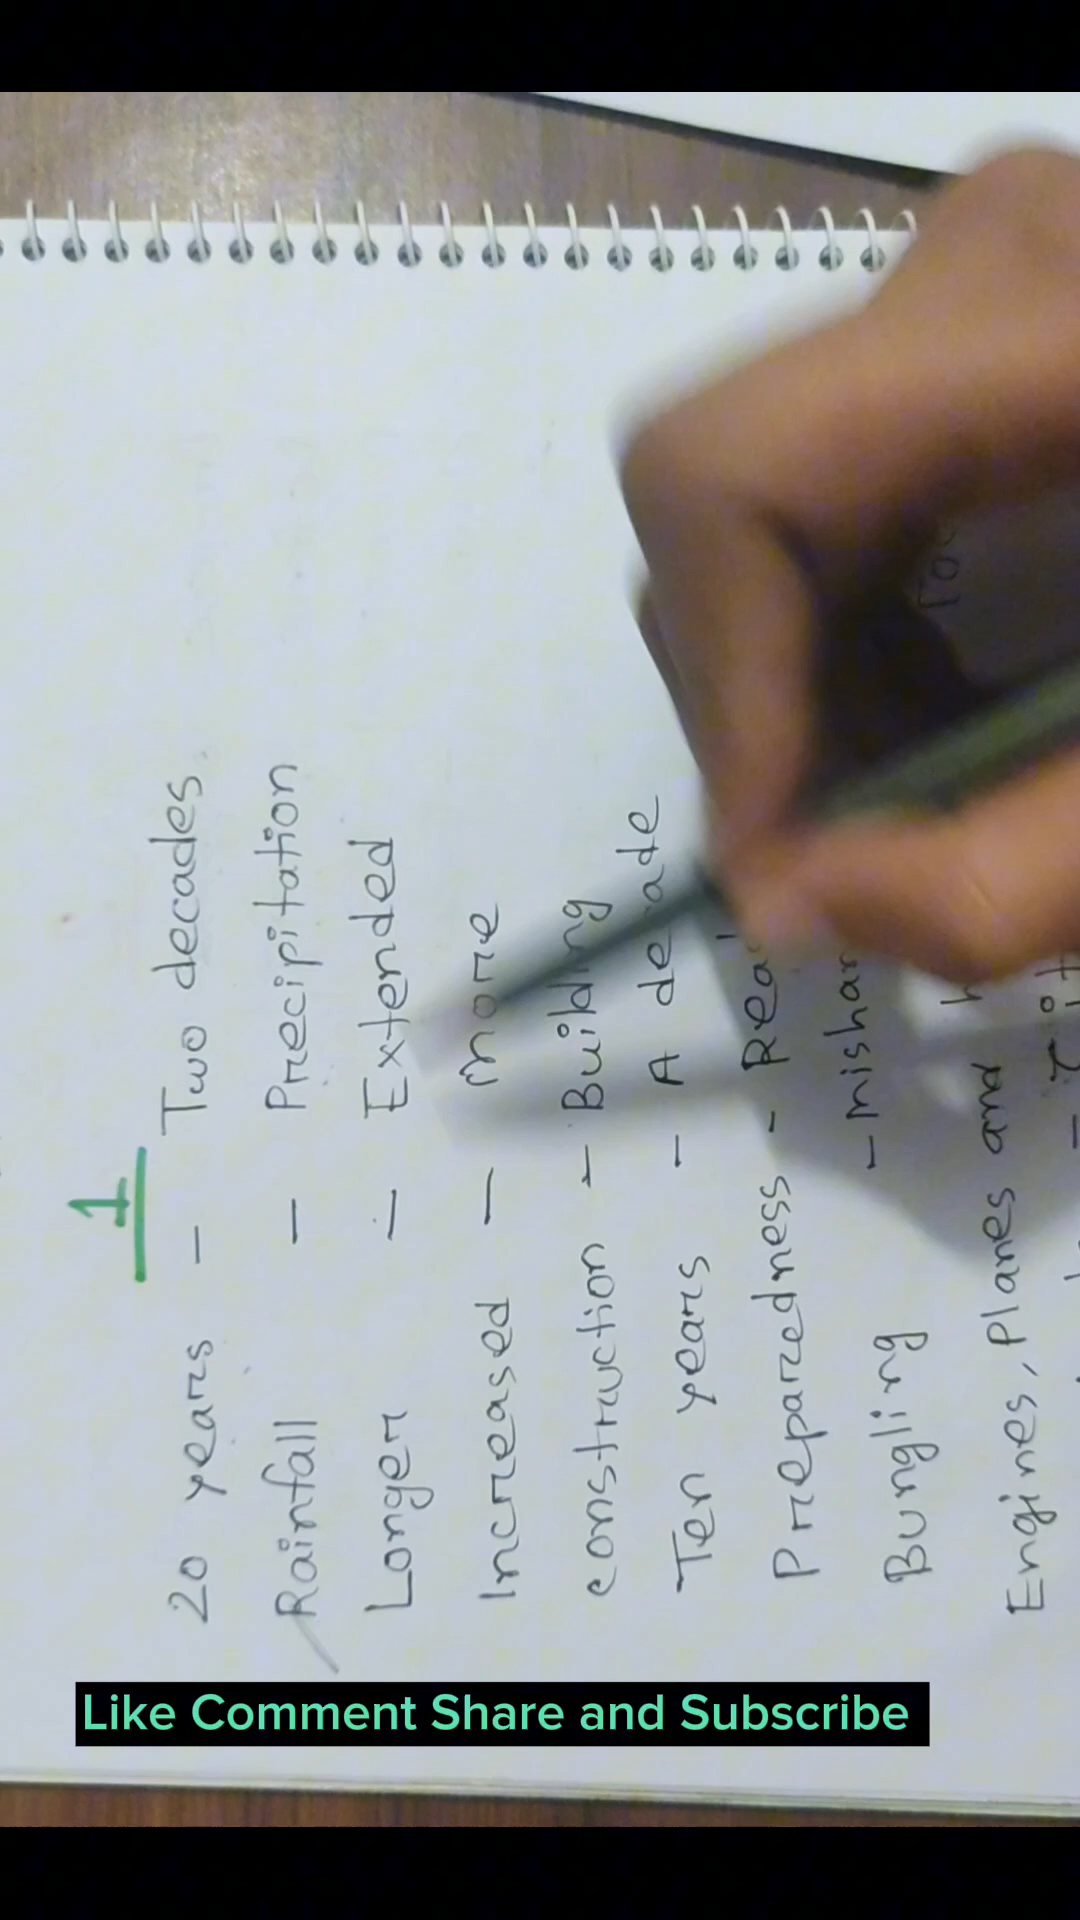 1
20 years - Two decades.
Rainfall - Precipitation
Longer - Extended
Increased - more
construction - Building
Ten years - A decade
Preparedness -
Bungling -
Engines, Planes and
Like Comment Share and Subscribe